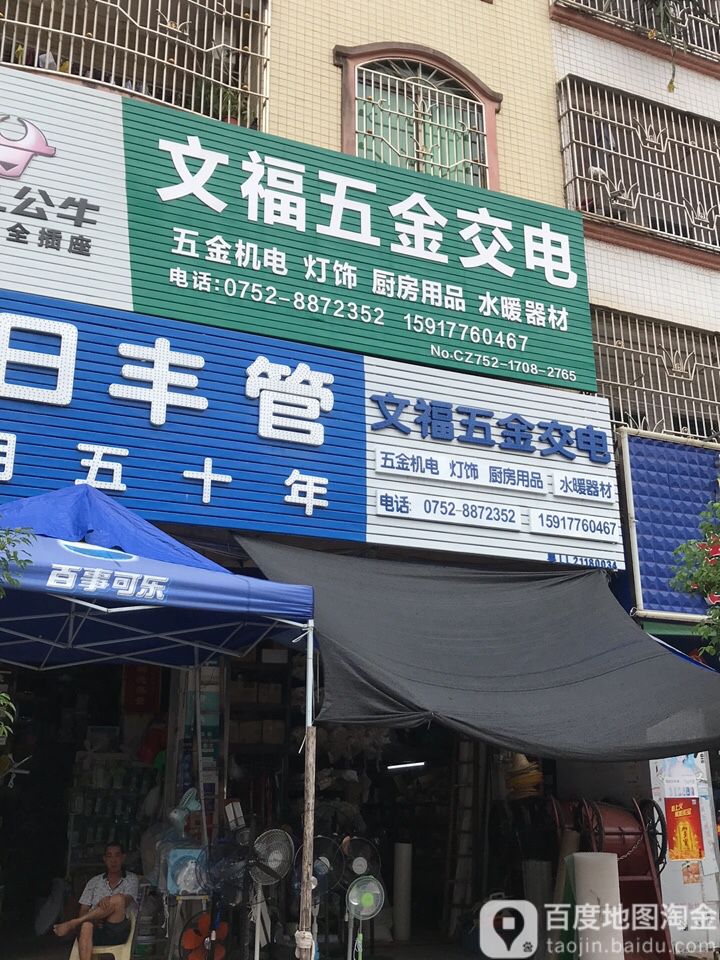 公牛
全插座
文福五金交电
五金机电 灯饰 厨房用品 水暖器材
电话:0752-8872352 15917760467
No.CZ752-1708-2765
日丰管
五十年
文福五金交电
五金机电 灯饰 厨房用品 水暖器材
电话: 0752-8872352 15917760467
百事可乐
百度地图淘金
taojin.baidu.com